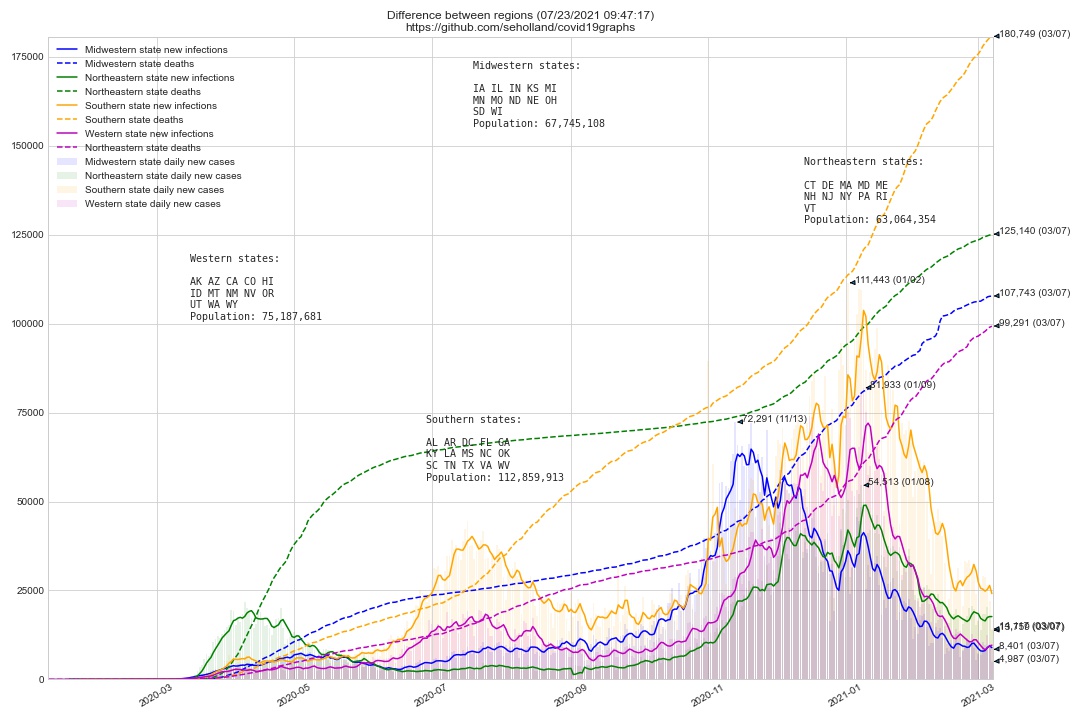 Difference between regions (07/23/2021 09:47:17)
https://github.com/seholland/covid19graphs
Midwestern state new infections
Midwestern state deaths
Northeastern state new infections
Northeastern state deaths
Southern state new infections
Southern state deaths
Western state new infections
Northeastern state deaths
Midwestern state daily new cases
Northeastern state daily new cases
Southern state daily new cases
Western state daily new cases
Midwestern states:
IA IL IN KS MI
MN MO ND NE OH
SD WI
Population: 67,745,108
Northeastern states:
CT DE MA MD ME
NH NJ NY PA RI
VT
Population: 63,064,354
Western states:
AK AZ CA CO HI
ID MT NM NV OR
UT WA WY
Population: 75,187,681
Southern states:
AL AR DC FL GA
KY LA MS NC OK
SC TN TX VA WV
Population: 112,859,913
180,749 (03/07)
125,140 (03/07)
107,743 (03/07)
99,291 (03/07)
111,443 (01/02)
81,933 (01/09)
72,291 (11/13)
54,513 (01/08)
(03/07)
8,401 (03/07)
4,987 (03/07)
175000
150000
125000
100000
75000
50000
25000
0
2020-03
2020-05
2020-07
2020-09
2020-11
2021-01
2021-03